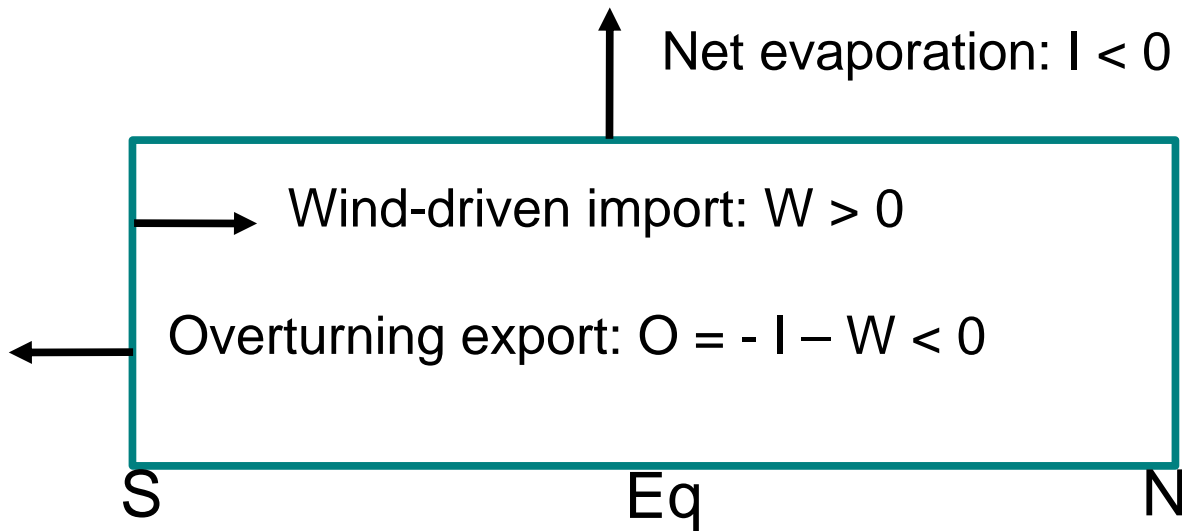 Net evaporation: I < 0
Wind-driven import: W > 0
Overturning export: O = - I – W < 0
S Eq N